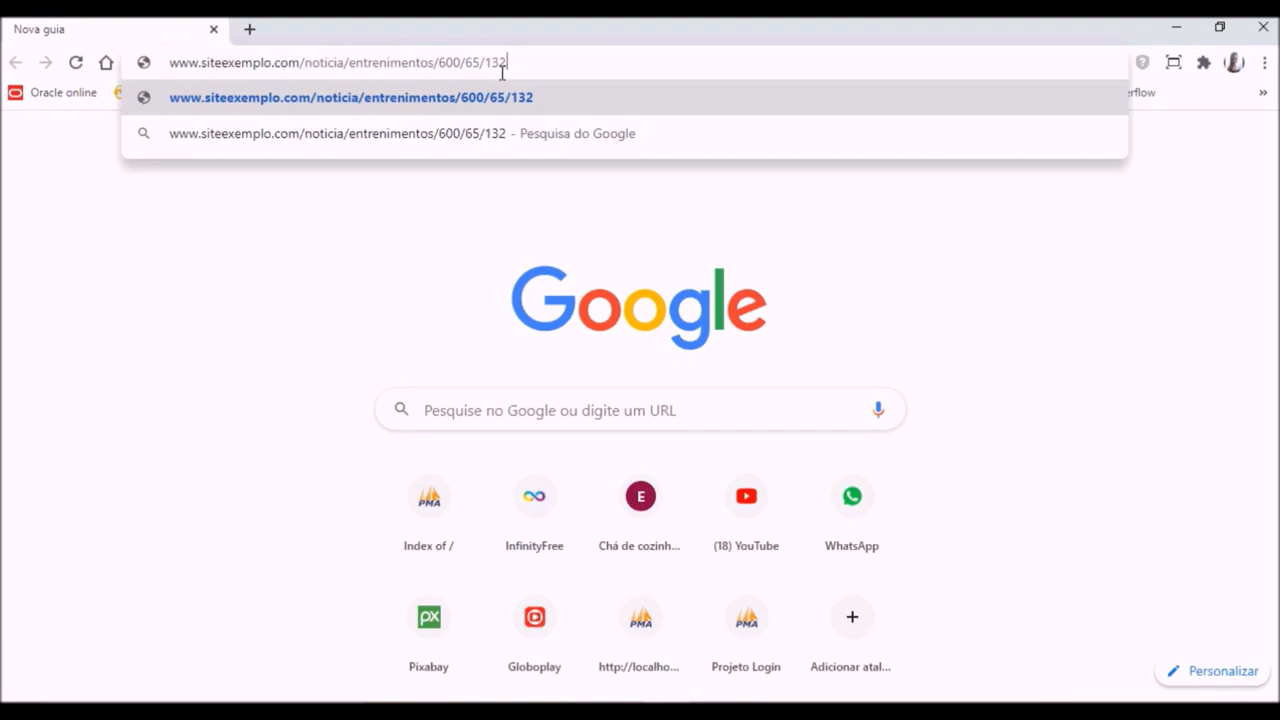 Nova guia
www.siteexemplo.com/noticia/entrenimentos/600/65/132
Oracle online
erflow
»
www.siteexemplo.com/noticia/entrenimentos/600/65/132
www.siteexemplo.com/noticia/entrenimentos/600/65/132 - Pesquisa do Google
Google
Pesquise no Google ou digite um URL
PMA
E
Index of /
InfinityFree
Chá de cozinh...
(18) YouTube
WhatsApp
px
PMA
PMA
Pixabay
Globoplay
http://localho...
Projeto Login
Adicionar atal...
Personalizar